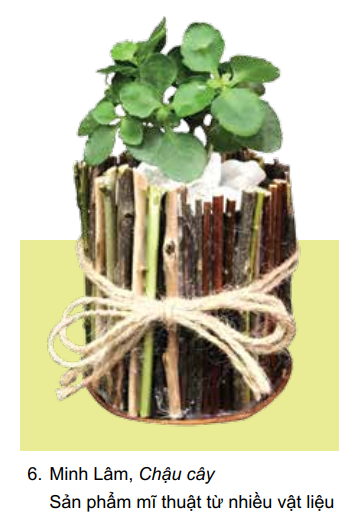 6. Minh Lâm, Chậu cây
Sản phẩm mĩ thuật từ nhiều vật liệu